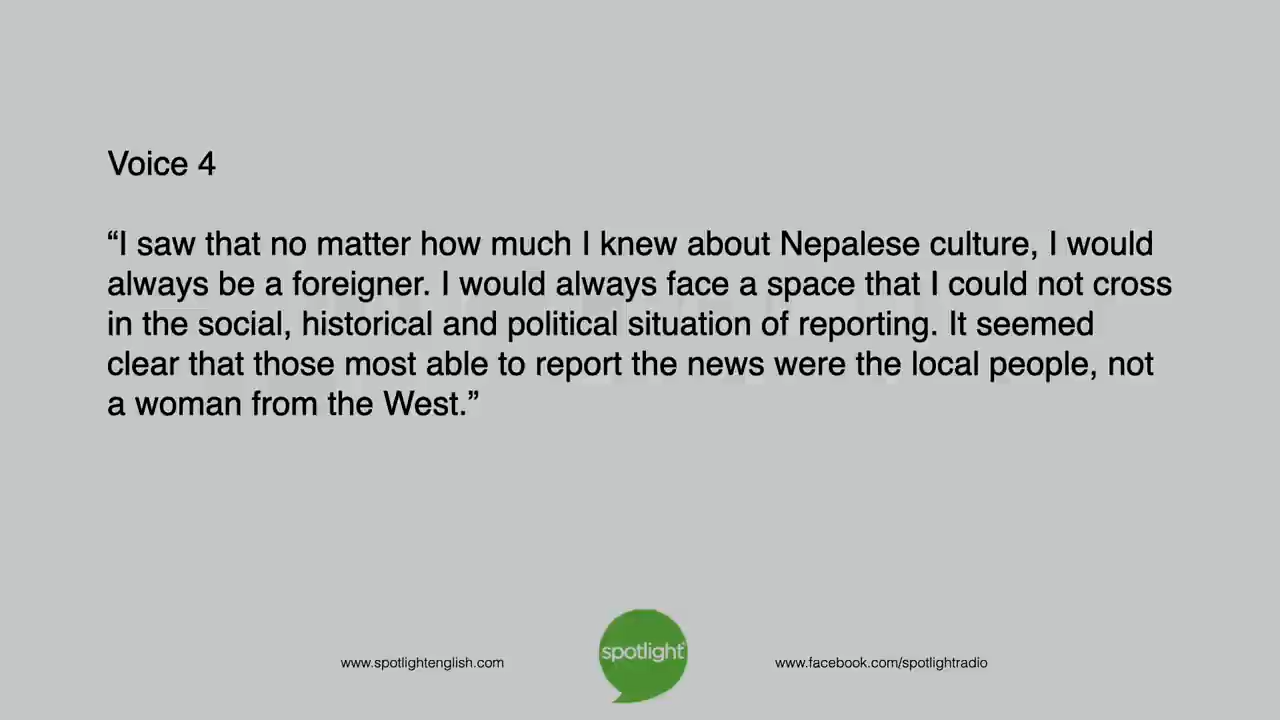 Voice 4
“I saw that no matter how much I knew about Nepalese culture, I would
always be a foreigner. I would always face a space that I could not cross
in the social, historical and political situation of reporting. It seemed
clear that those most able to report the news were the local people, not
a woman from the West.”
www.spotlightenglish.com
spotlight
www.facebook.com/spotlightradio